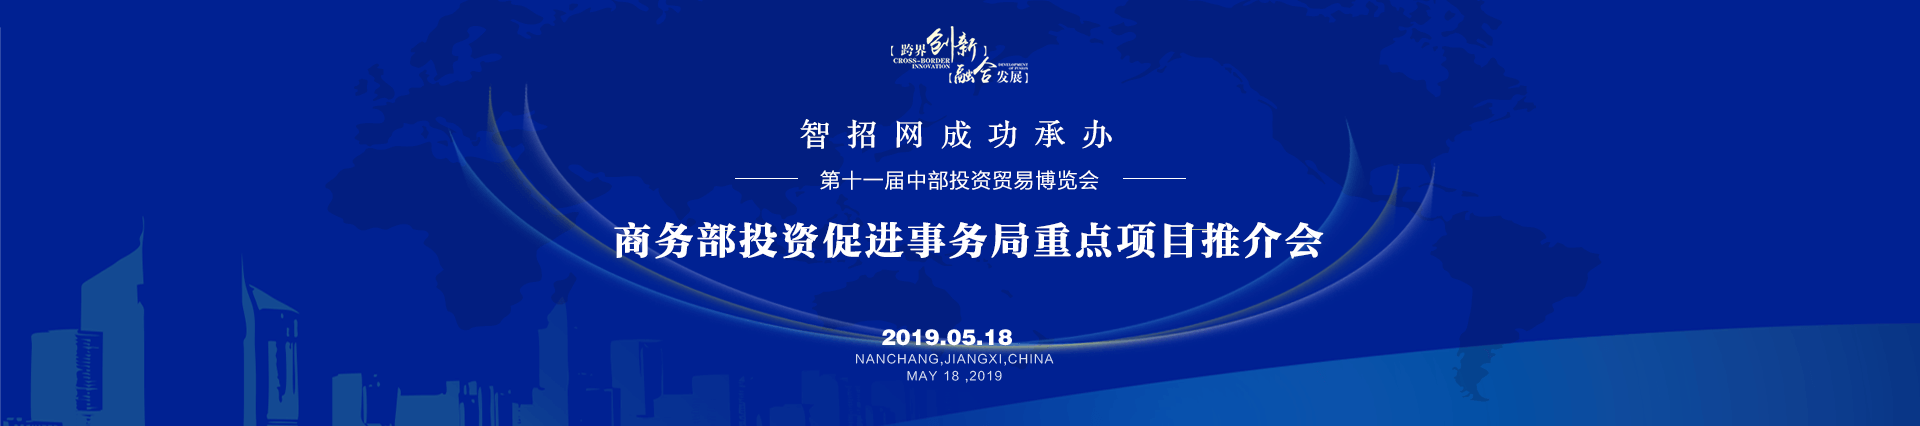 【跨界创新】
CROSS-BORDER
INNOVATION
DEVELOPMENT
OF FUSION
【融合发展】
智招网成功承办
第十一届中部投资贸易博览会
商务部投资促进事务局重点项目推介会
2019.05.18
NANCHANG,JIANGXI,CHINA
MAY 18 ,2019